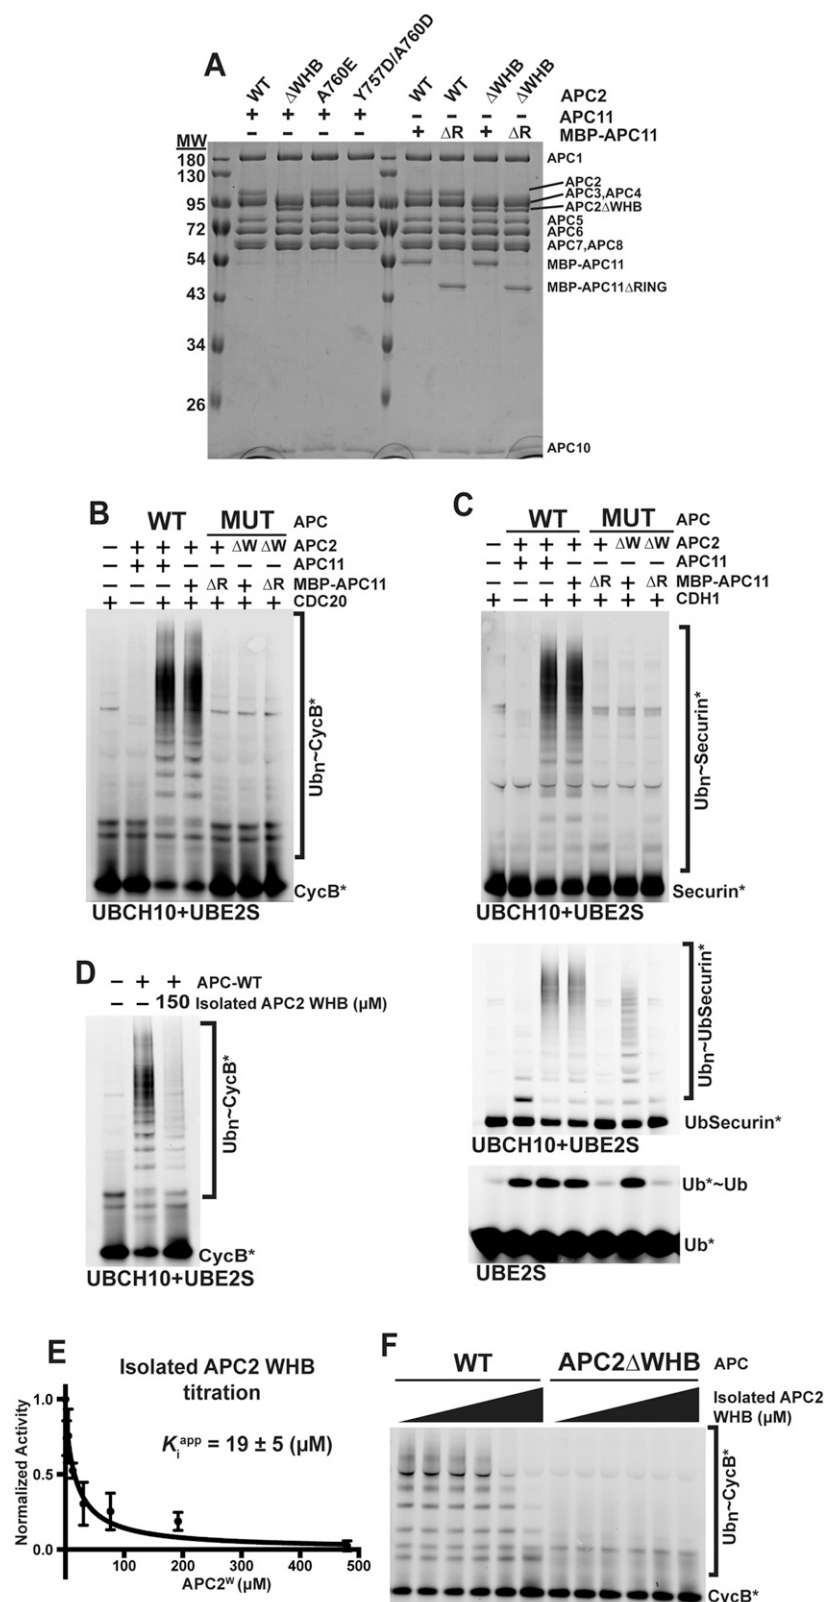 A
WT ΔWHB A760E Y757D/A760D WT WT ΔWHB ΔWHB APC2
+ + + + – – – – APC11
– – – – + ΔR + ΔR MBP-APC11
MW
180
130
95
72
54
43
34
26
APC1
APC2
APC3,APC4
APC2ΔWHB
APC5
APC6
APC7,APC8
MBP-APC11
MBP-APC11ΔRING
APC10
B
WT MUT APC
– + + + + ΔW ΔW APC2
– + + – – – – APC11
– – – + ΔR + ΔR MBP-APC11
+ – + + + + + CDC20
Ubn~CycB*
CycB*
UBCH10+UBE2S
C
WT MUT APC
– + + + + ΔW ΔW APC2
– + + – – – – APC11
– – – + ΔR + ΔR MBP-APC11
+ – + + + + + CDH1
Ubn~Securin*
Securin*
UBCH10+UBE2S
Ubn~UbSecurin*
UbSecurin*
UBCH10+UBE2S
Ub*~Ub
Ub*
UBE2S
D
– + + APC-WT
– – 150 Isolated APC2 WHB (μM)
Ubn~CycB*
CycB*
UBCH10+UBE2S
E
Isolated APC2 WHB
titration
Ki^app = 19 ± 5 (μM)
Normalized Activity
1.0
0.5
0.0
100 200 300 400 500
APC2^W (μM)
F
WT APC2ΔWHB APC
Isolated APC2
WHB (μM)
Ubn~CycB*
CycB*